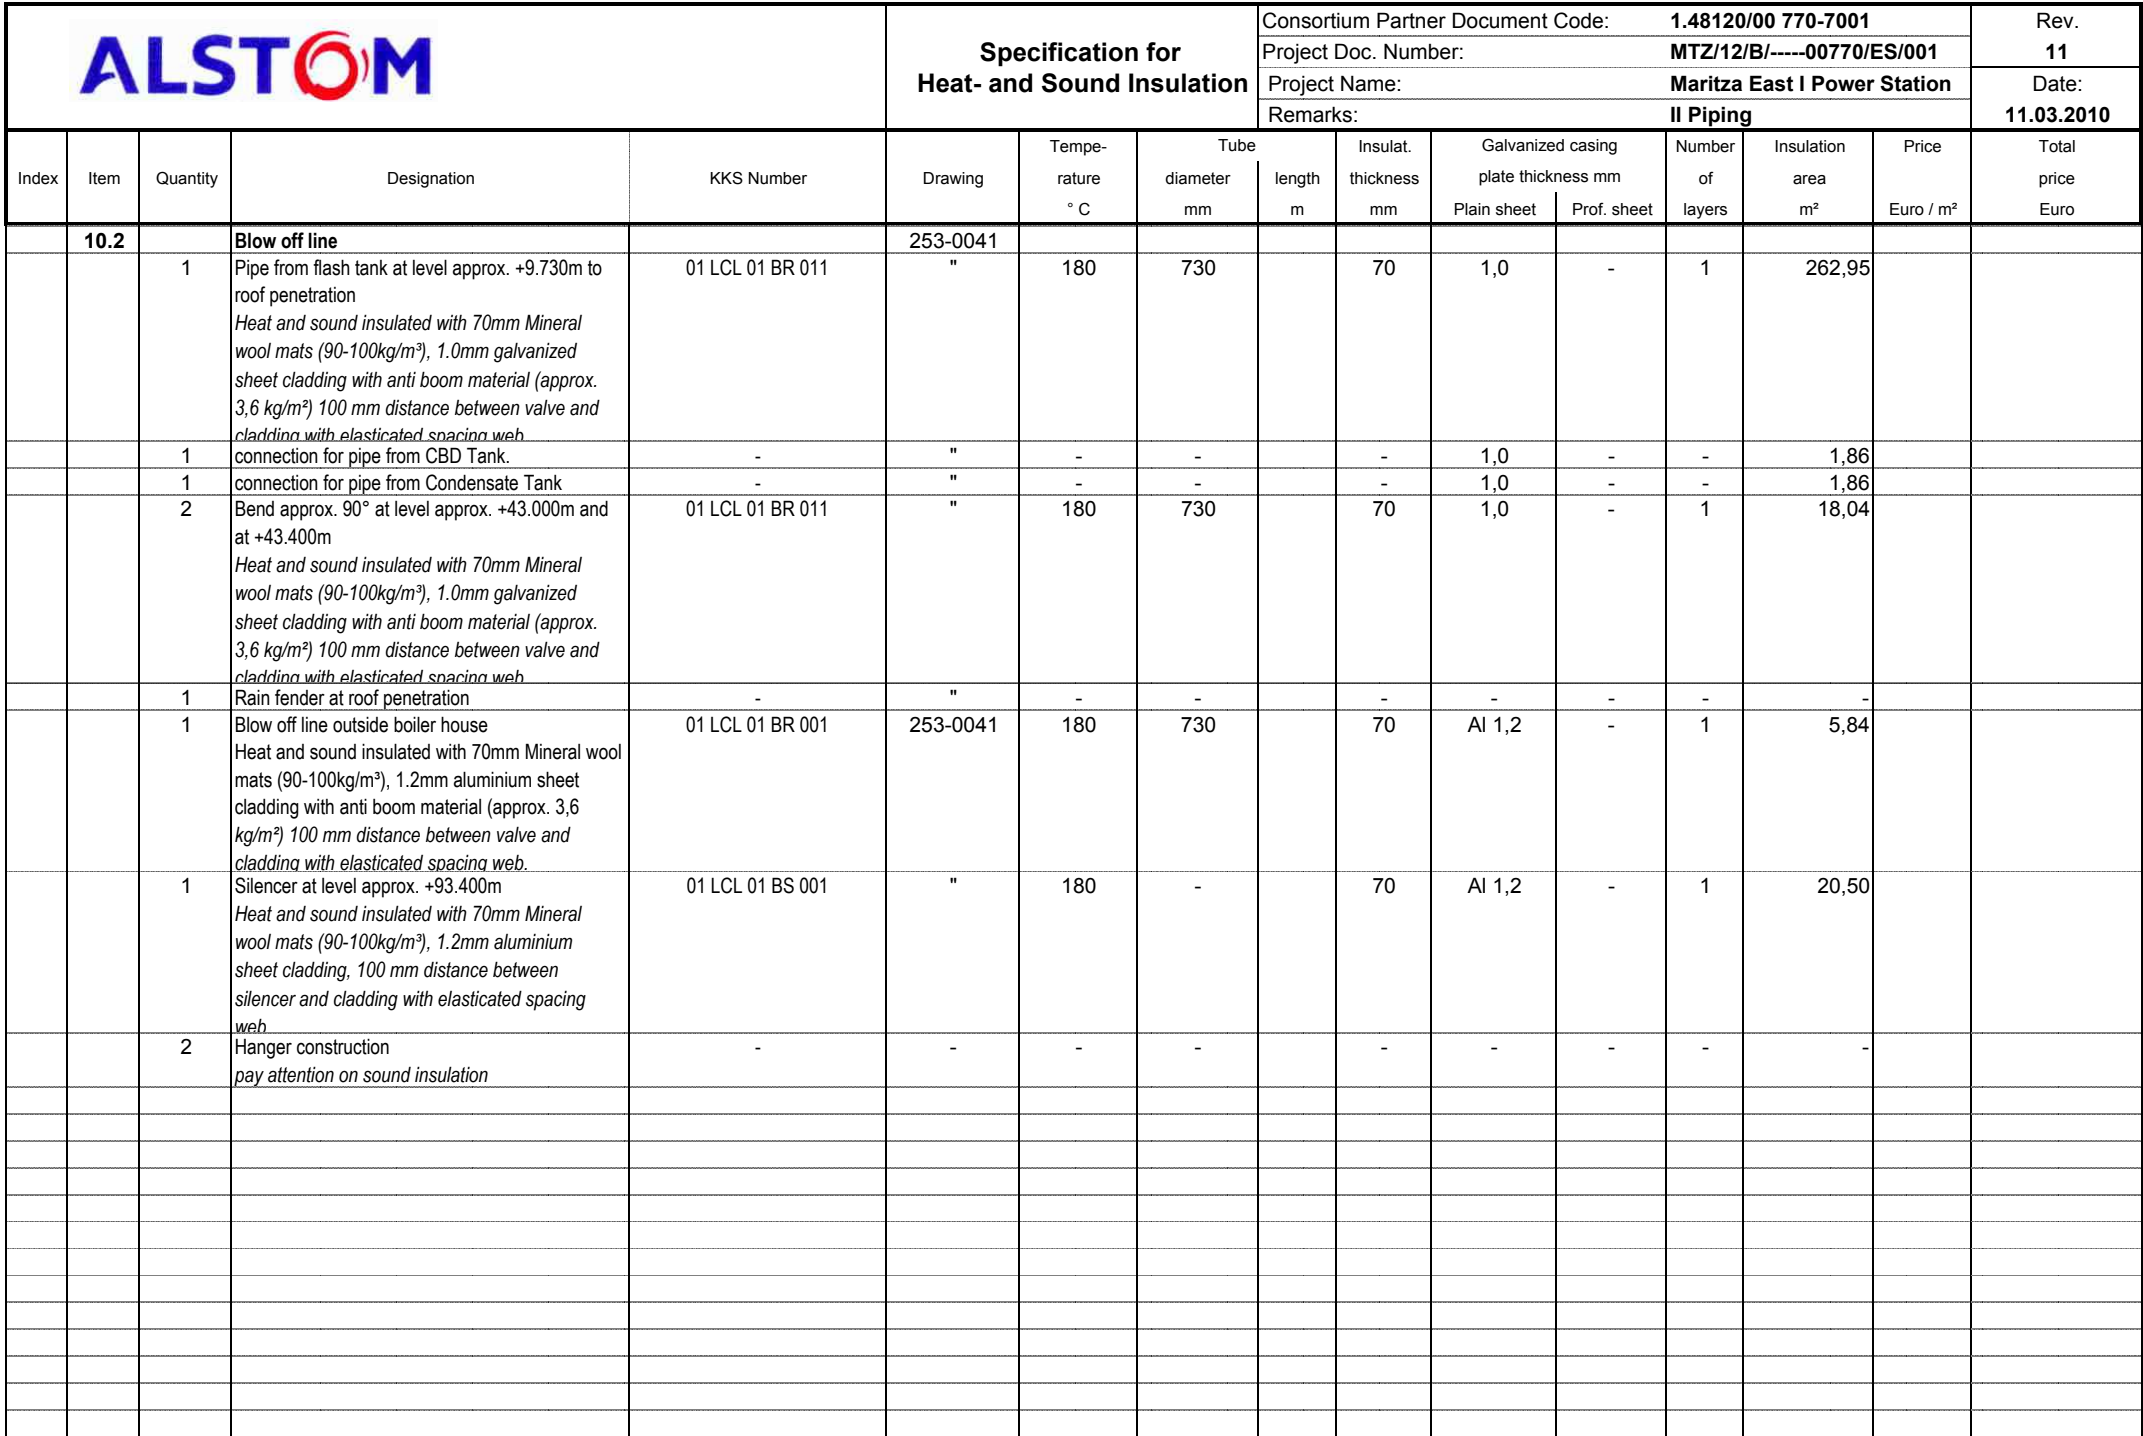 ALSTOM
Specification for
Heat- and Sound Insulation
Consortium Partner Document Code: 1.48120/00 770-7001
Project Doc. Number: MTZ/12/B/-----00770/ES/001
Project Name: Maritza East I Power Station
Remarks: II Piping
Rev.
11
Date:
11.03.2010
Index Item Quantity Designation KKS Number Drawing
Tempe-
rature
° C
Tube
diameter length
mm m
Insulat.
thickness
mm
Galvanized casing
plate thickness mm
Plain sheet Prof. sheet
Number
of
layers
Insulation
area
m²
Price
Euro / m²
Total
price
Euro
10.2 Blow off line 253-0041
1 Pipe from flash tank at level approx. +9.730m to 01 LCL 01 BR 011 " 180 730 70 1,0 - 1 262,95
roof penetration
Heat and sound insulated with 70mm Mineral
wool mats (90-100kg/m³), 1.0mm galvanized
sheet cladding with anti boom material (approx.
3,6 kg/m²) 100 mm distance between valve and
cladding with elasticated spacing web
1 connection for pipe from CBD Tank. - " - - - 1,0 - - 1,86
1 connection for pipe from Condensate Tank - " - - - 1,0 - - 1,86
2 Bend approx. 90° at level approx. +43.000m and 01 LCL 01 BR 011 " 180 730 70 1,0 - 1 18,04
at +43.400m
Heat and sound insulated with 70mm Mineral
wool mats (90-100kg/m³), 1.0mm galvanized
sheet cladding with anti boom material (approx.
3,6 kg/m²) 100 mm distance between valve and
cladding with elasticated spacing web
1 Rain fender at roof penetration - " - - - - - - -
1 Blow off line outside boiler house 01 LCL 01 BR 001 253-0041 180 730 70 Al 1,2 - 1 5,84
Heat and sound insulated with 70mm Mineral wool
mats (90-100kg/m³), 1.2mm aluminium sheet
cladding with anti boom material (approx. 3,6
kg/m²) 100 mm distance between valve and
cladding with elasticated spacing web.
1 Silencer at level approx. +93.400m 01 LCL 01 BS 001 " 180 - 70 Al 1,2 - 1 20,50
Heat and sound insulated with 70mm Mineral
wool mats (90-100kg/m³), 1.2mm aluminium
sheet cladding, 100 mm distance between
silencer and cladding with elasticated spacing
web
2 Hanger construction - - - - - - - - -
pay attention on sound insulation